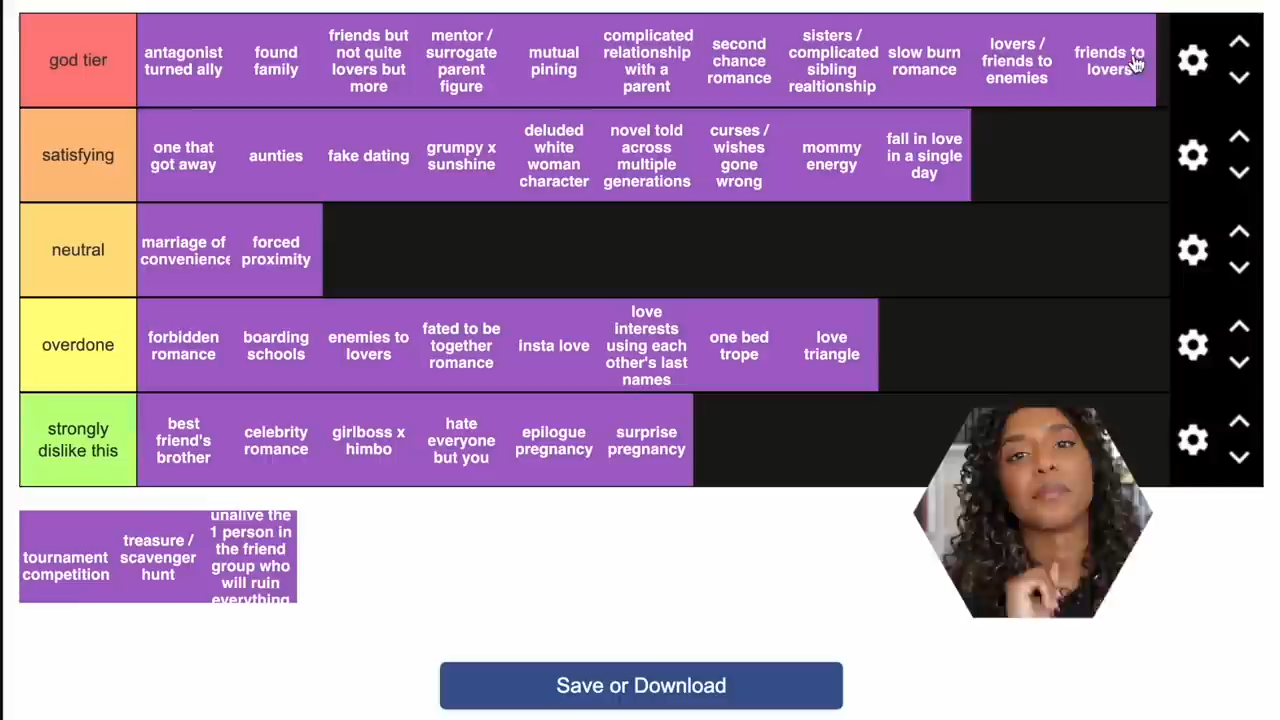 god tier
antagonist
turned ally
found
family
friends but
not quite
lovers but
more
mentor /
surrogate
parent
figure
mutual
pining
complicated
relationship
with a
parent
second
chance
romance
sisters /
complicated
sibling
realtionship
slow burn
romance
lovers /
friends to
enemies
friends to
lovers
satisfying
one that
got away
aunties
fake dating
grumpy x
sunshine
deluded
white
woman
character
novel told
across
multiple
generations
curses /
wishes
gone
wrong
mommy
energy
fall in love
in a single
day
neutral
marriage of
convenience
forced
proximity
overdone
forbidden
romance
boarding
schools
enemies to
lovers
fated to be
together
romance
insta love
love
interests
using each
other's last
names
one bed
trope
love
triangle
strongly
dislike this
best
friend's
brother
celebrity
romance
girlboss x
himbo
hate
everyone
but you
epilogue
pregnancy
surprise
pregnancy
tournament
competition
treasure /
scavenger
hunt
unalive the
1 person in
the friend
group who
will ruin
everything
Save or Download